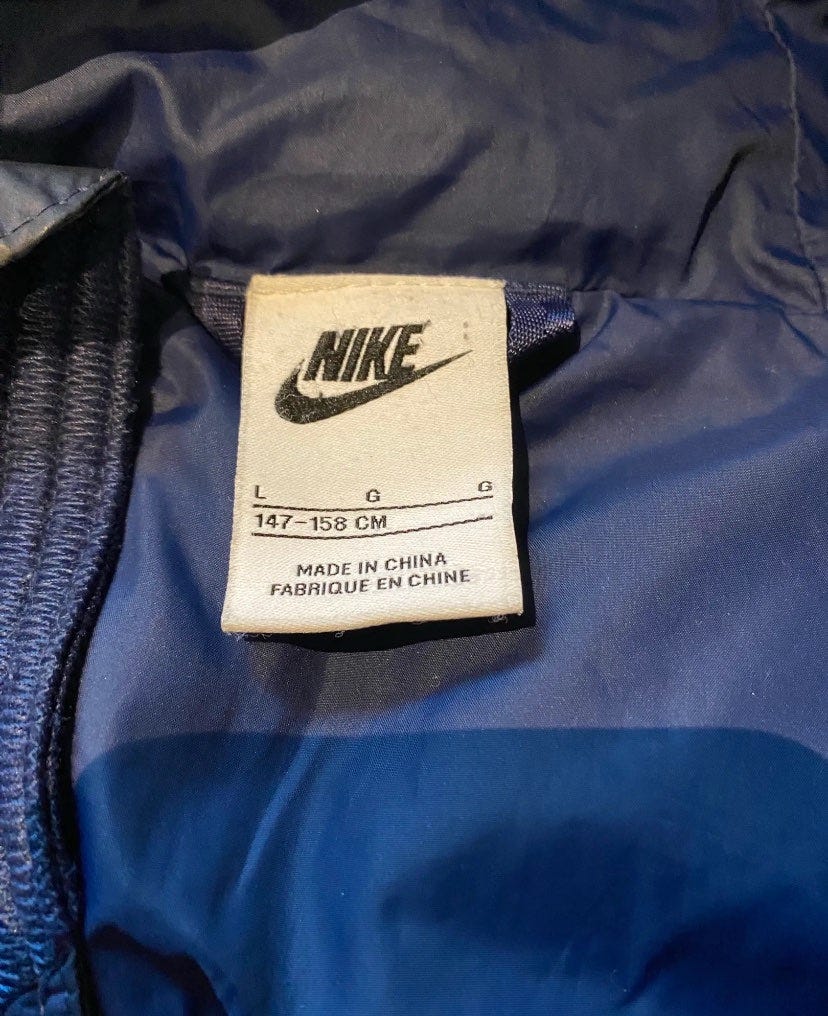 NIKE
L G G
147-158 CM
MADE IN CHINA
FABRIQUE EN CHINE